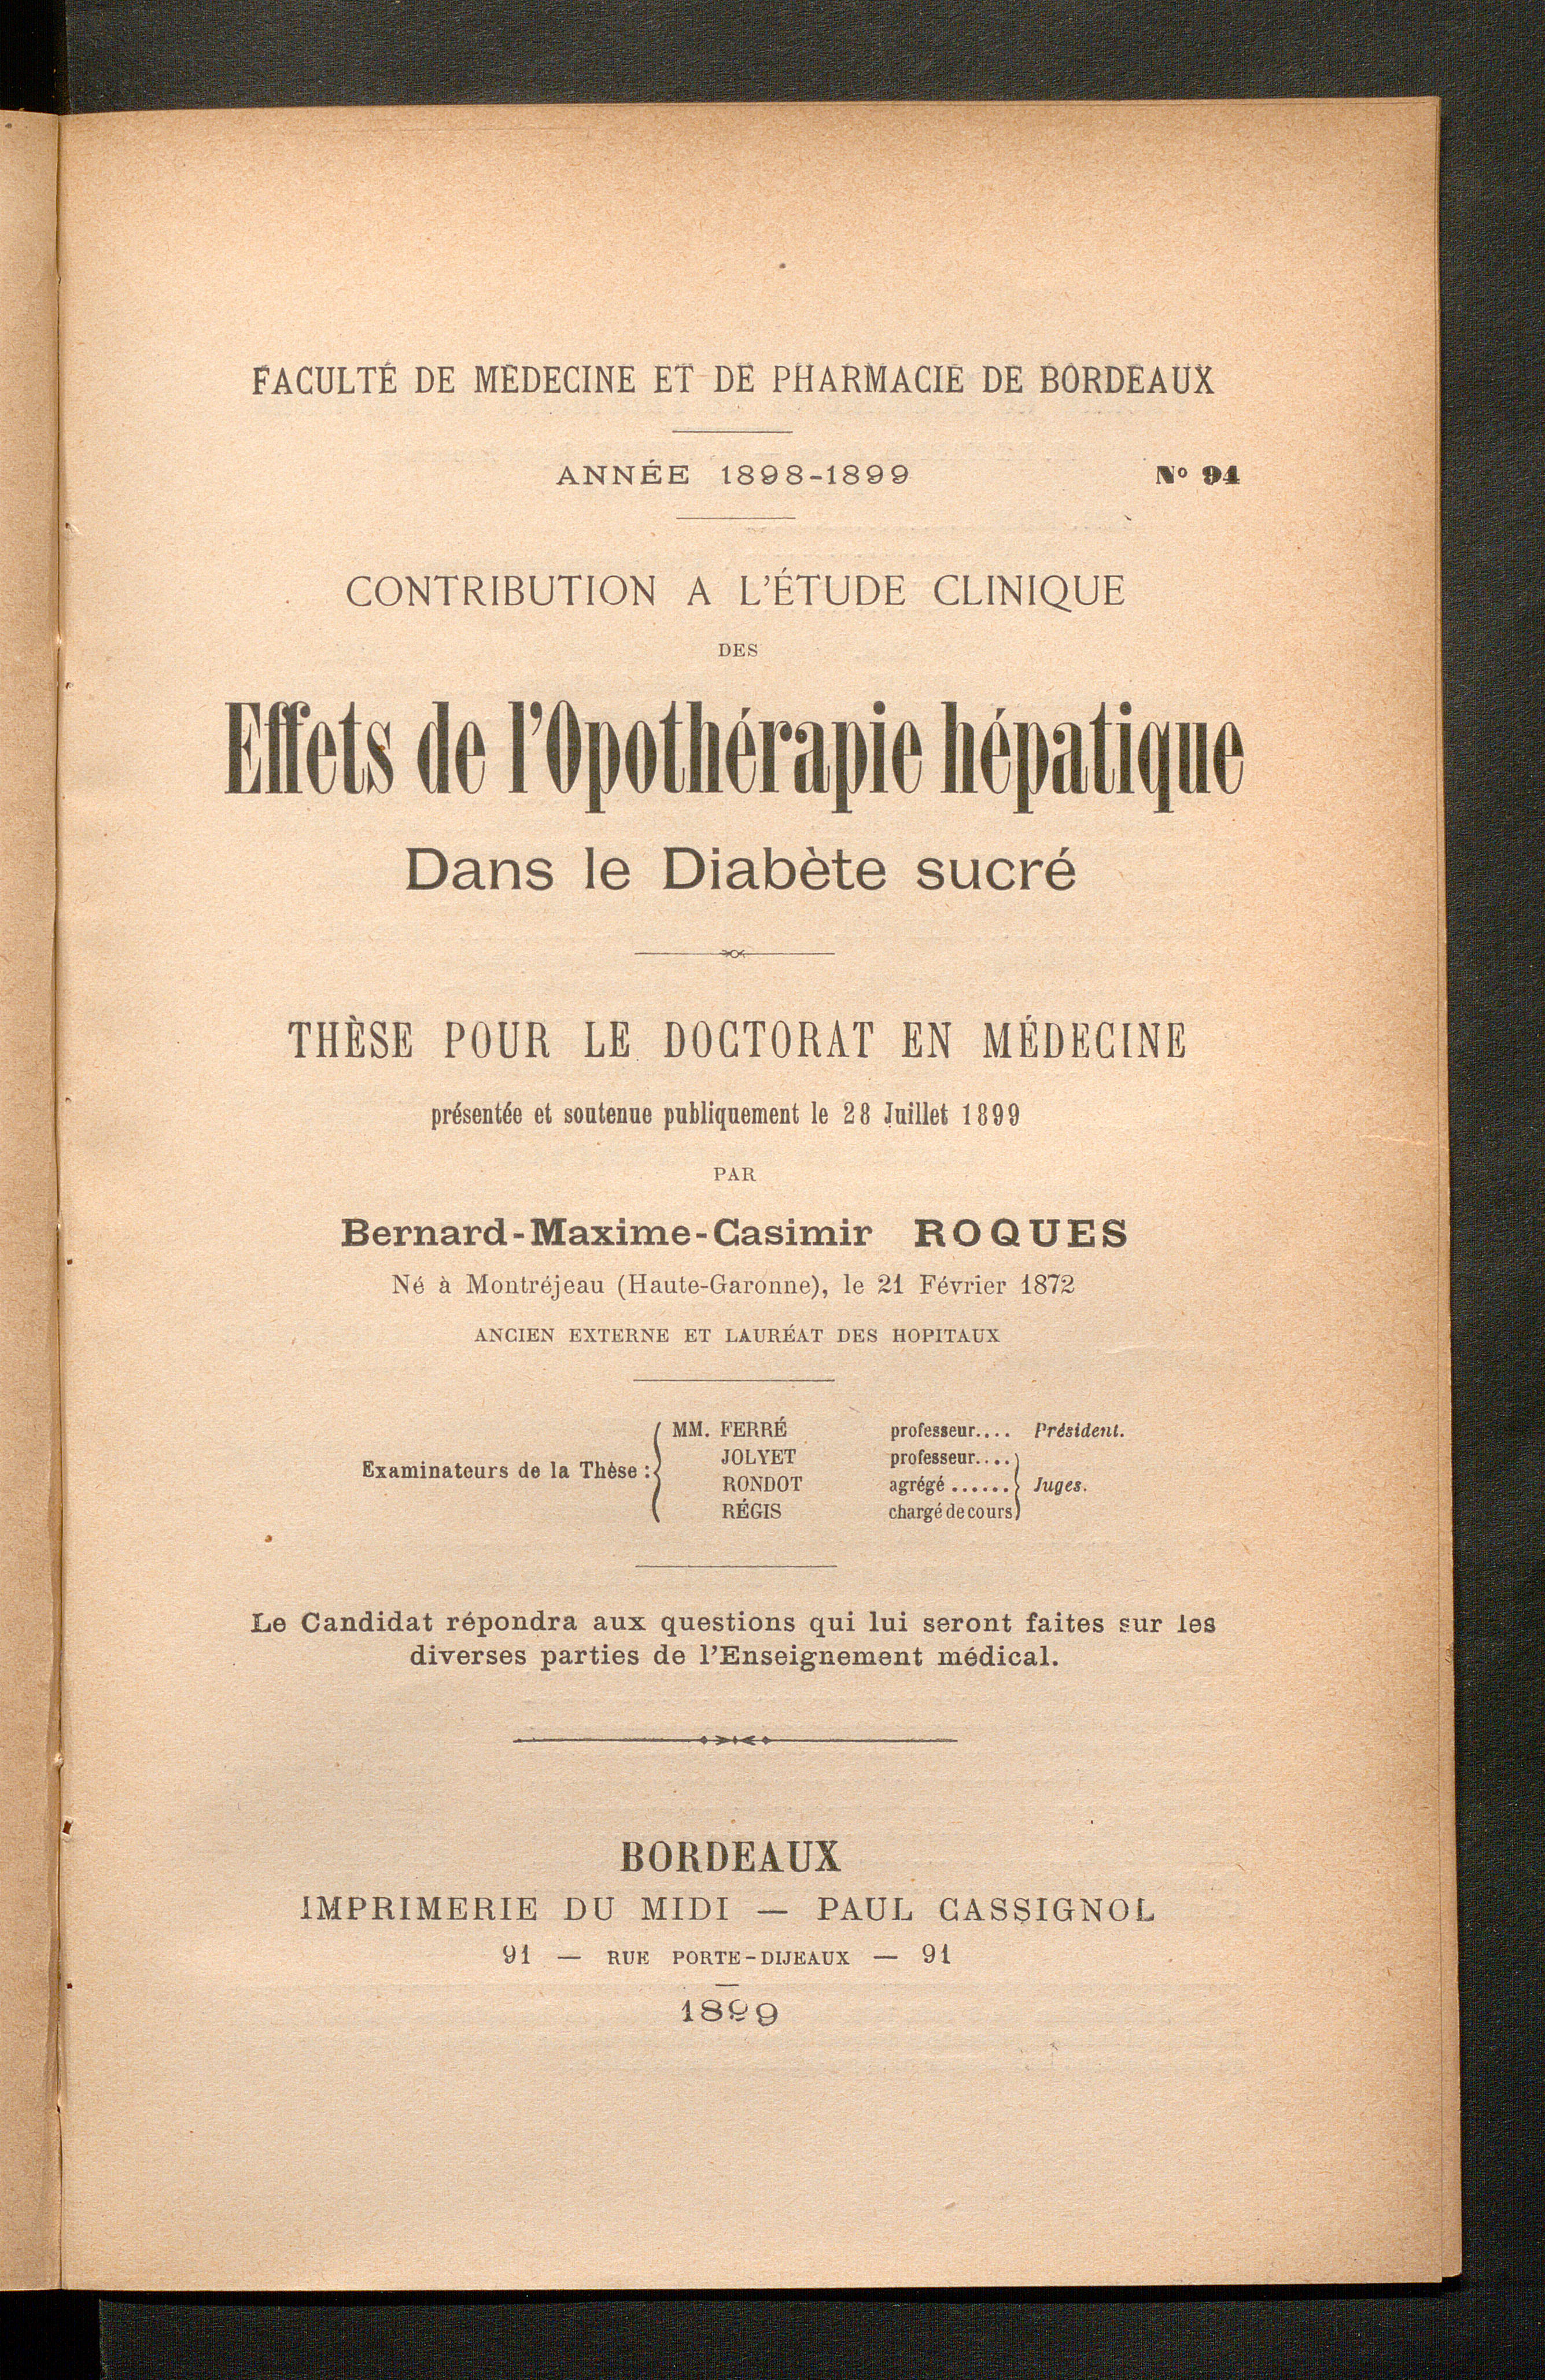 FACULTÉ DE MÉDECINE ET DE PHARMACIE DE BORDEAUX
ANNÉE 1898-1899 N° 94
CONTRIBUTION A L'ÉTUDE CLINIQUE
DES
Effets de l'Opothérapie hépatique
Dans le Diabète sucré
THÈSE POUR LE DOCTORAT EN MÉDECINE
présentée et soutenue publiquement le 28 Juillet 1899
PAR
Bernard-Maxime-Casimir ROQUES
Né à Montréjeau (Haute-Garonne), le 21 Février 1872
ANCIEN EXTERNE ET LAURÉAT DES HOPITAUX
Examinateurs de la Thèse :
MM. FERRÉ professeur.... Président.
JOLYET professeur....
RONDOT agrégé ...... Juges.
RÉGIS chargé de cours
Le Candidat répondra aux questions qui lui seront faites sur les
diverses parties de l'Enseignement médical.
BORDEAUX
IMPRIMERIE DU MIDI — PAUL CASSIGNOL
91 — RUE PORTE-DIJEAUX — 91
1899